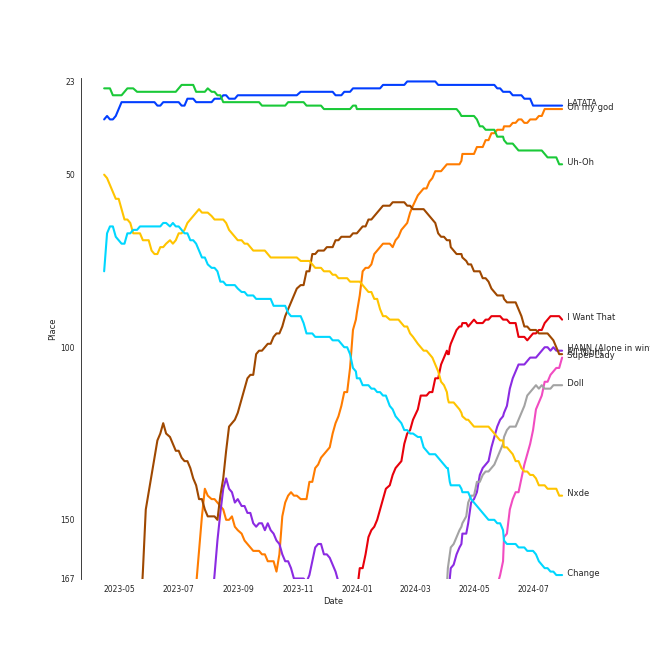 23
LATATA
Oh my god
50
Uh-Oh
I Want That
100
HANN (Alone in win
Super Lady
Doll
Nxde
150
Change
167
2023-05
2023-07
2023-09
2023-11
2024-01
2024-03
2024-05
2024-07
Place
Date